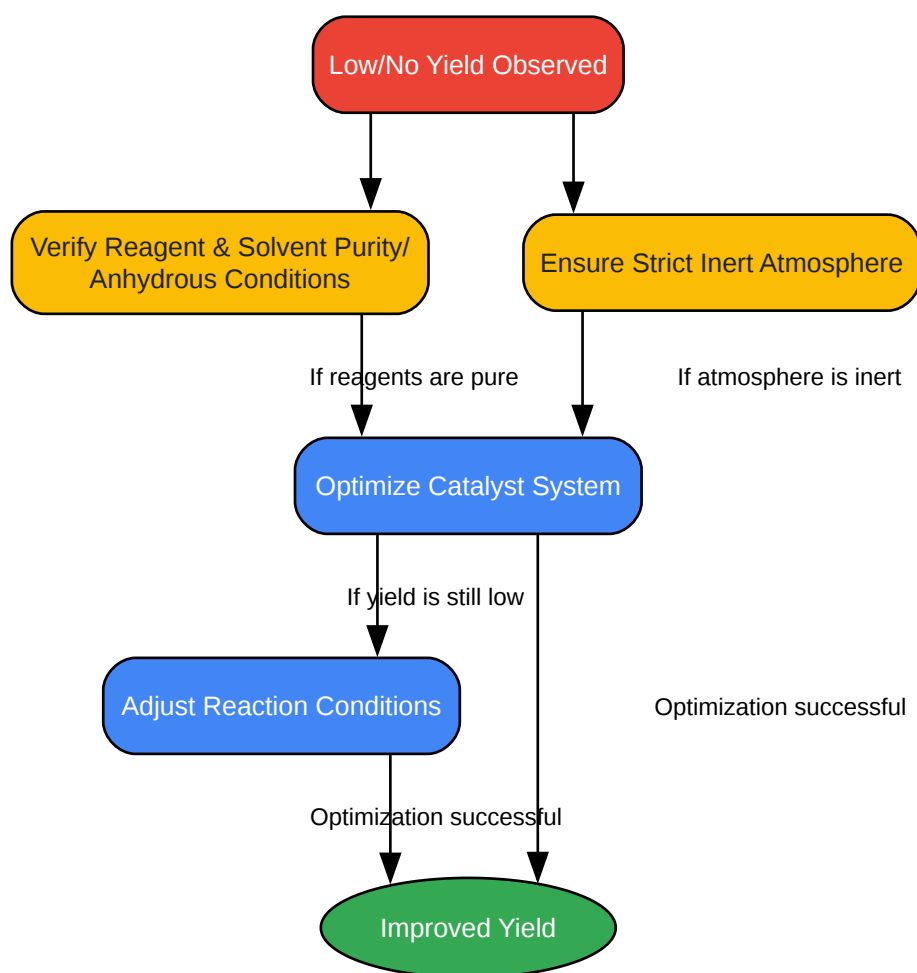 Low/No Yield Observed
Verify Reagent & Solvent Purity/
Anhydrous Conditions
Ensure Strict Inert Atmosphere
If reagents are pure
If atmosphere is inert
Optimize Catalyst System
If yield is still low
Adjust Reaction Conditions
Optimization successful
Optimization successful
Improved Yield